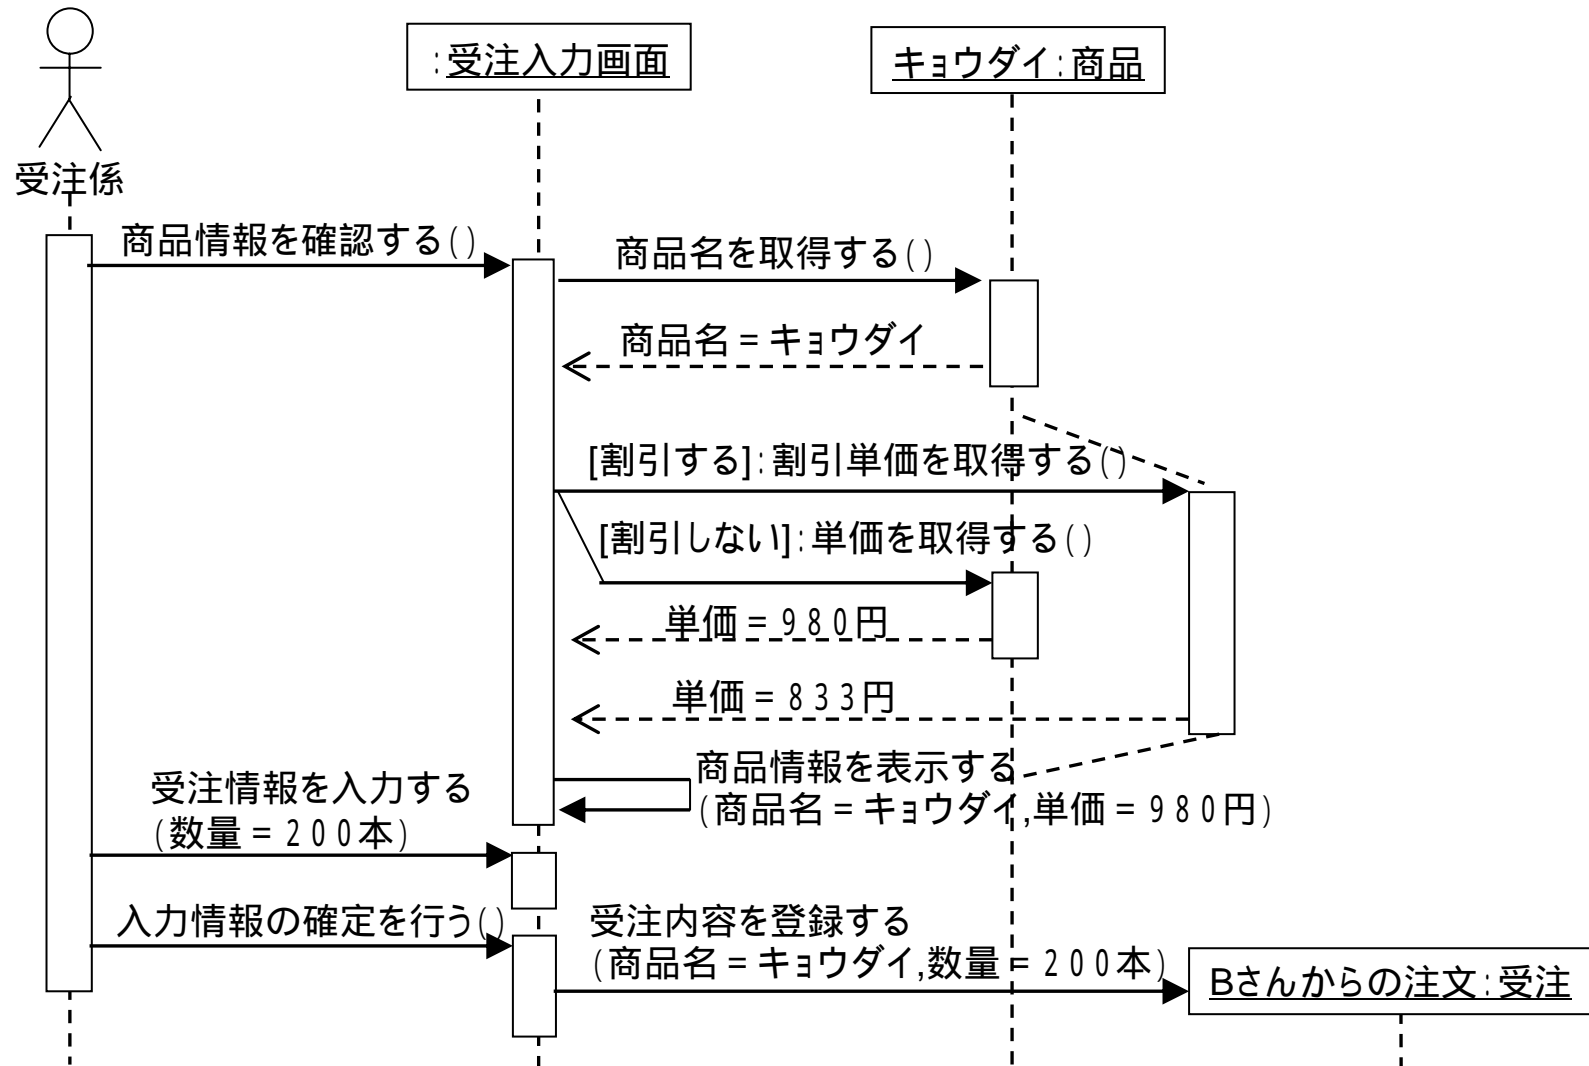 :受注入力画面
キョウダイ:商品
受注係
商品情報を確認する()
商品名を取得する()
商品名=キョウダイ
[割引する]:割引単価を取得する()
[割引しない]:単価を取得する()
単価=980円
単価=833円
商品情報を表示する
(商品名=キョウダイ,単価=980円)
受注情報を入力する
(数量=200本)
入力情報の確定を行う()
受注内容を登録する
(商品名=キョウダイ,数量=200本)
Bさんからの注文:受注